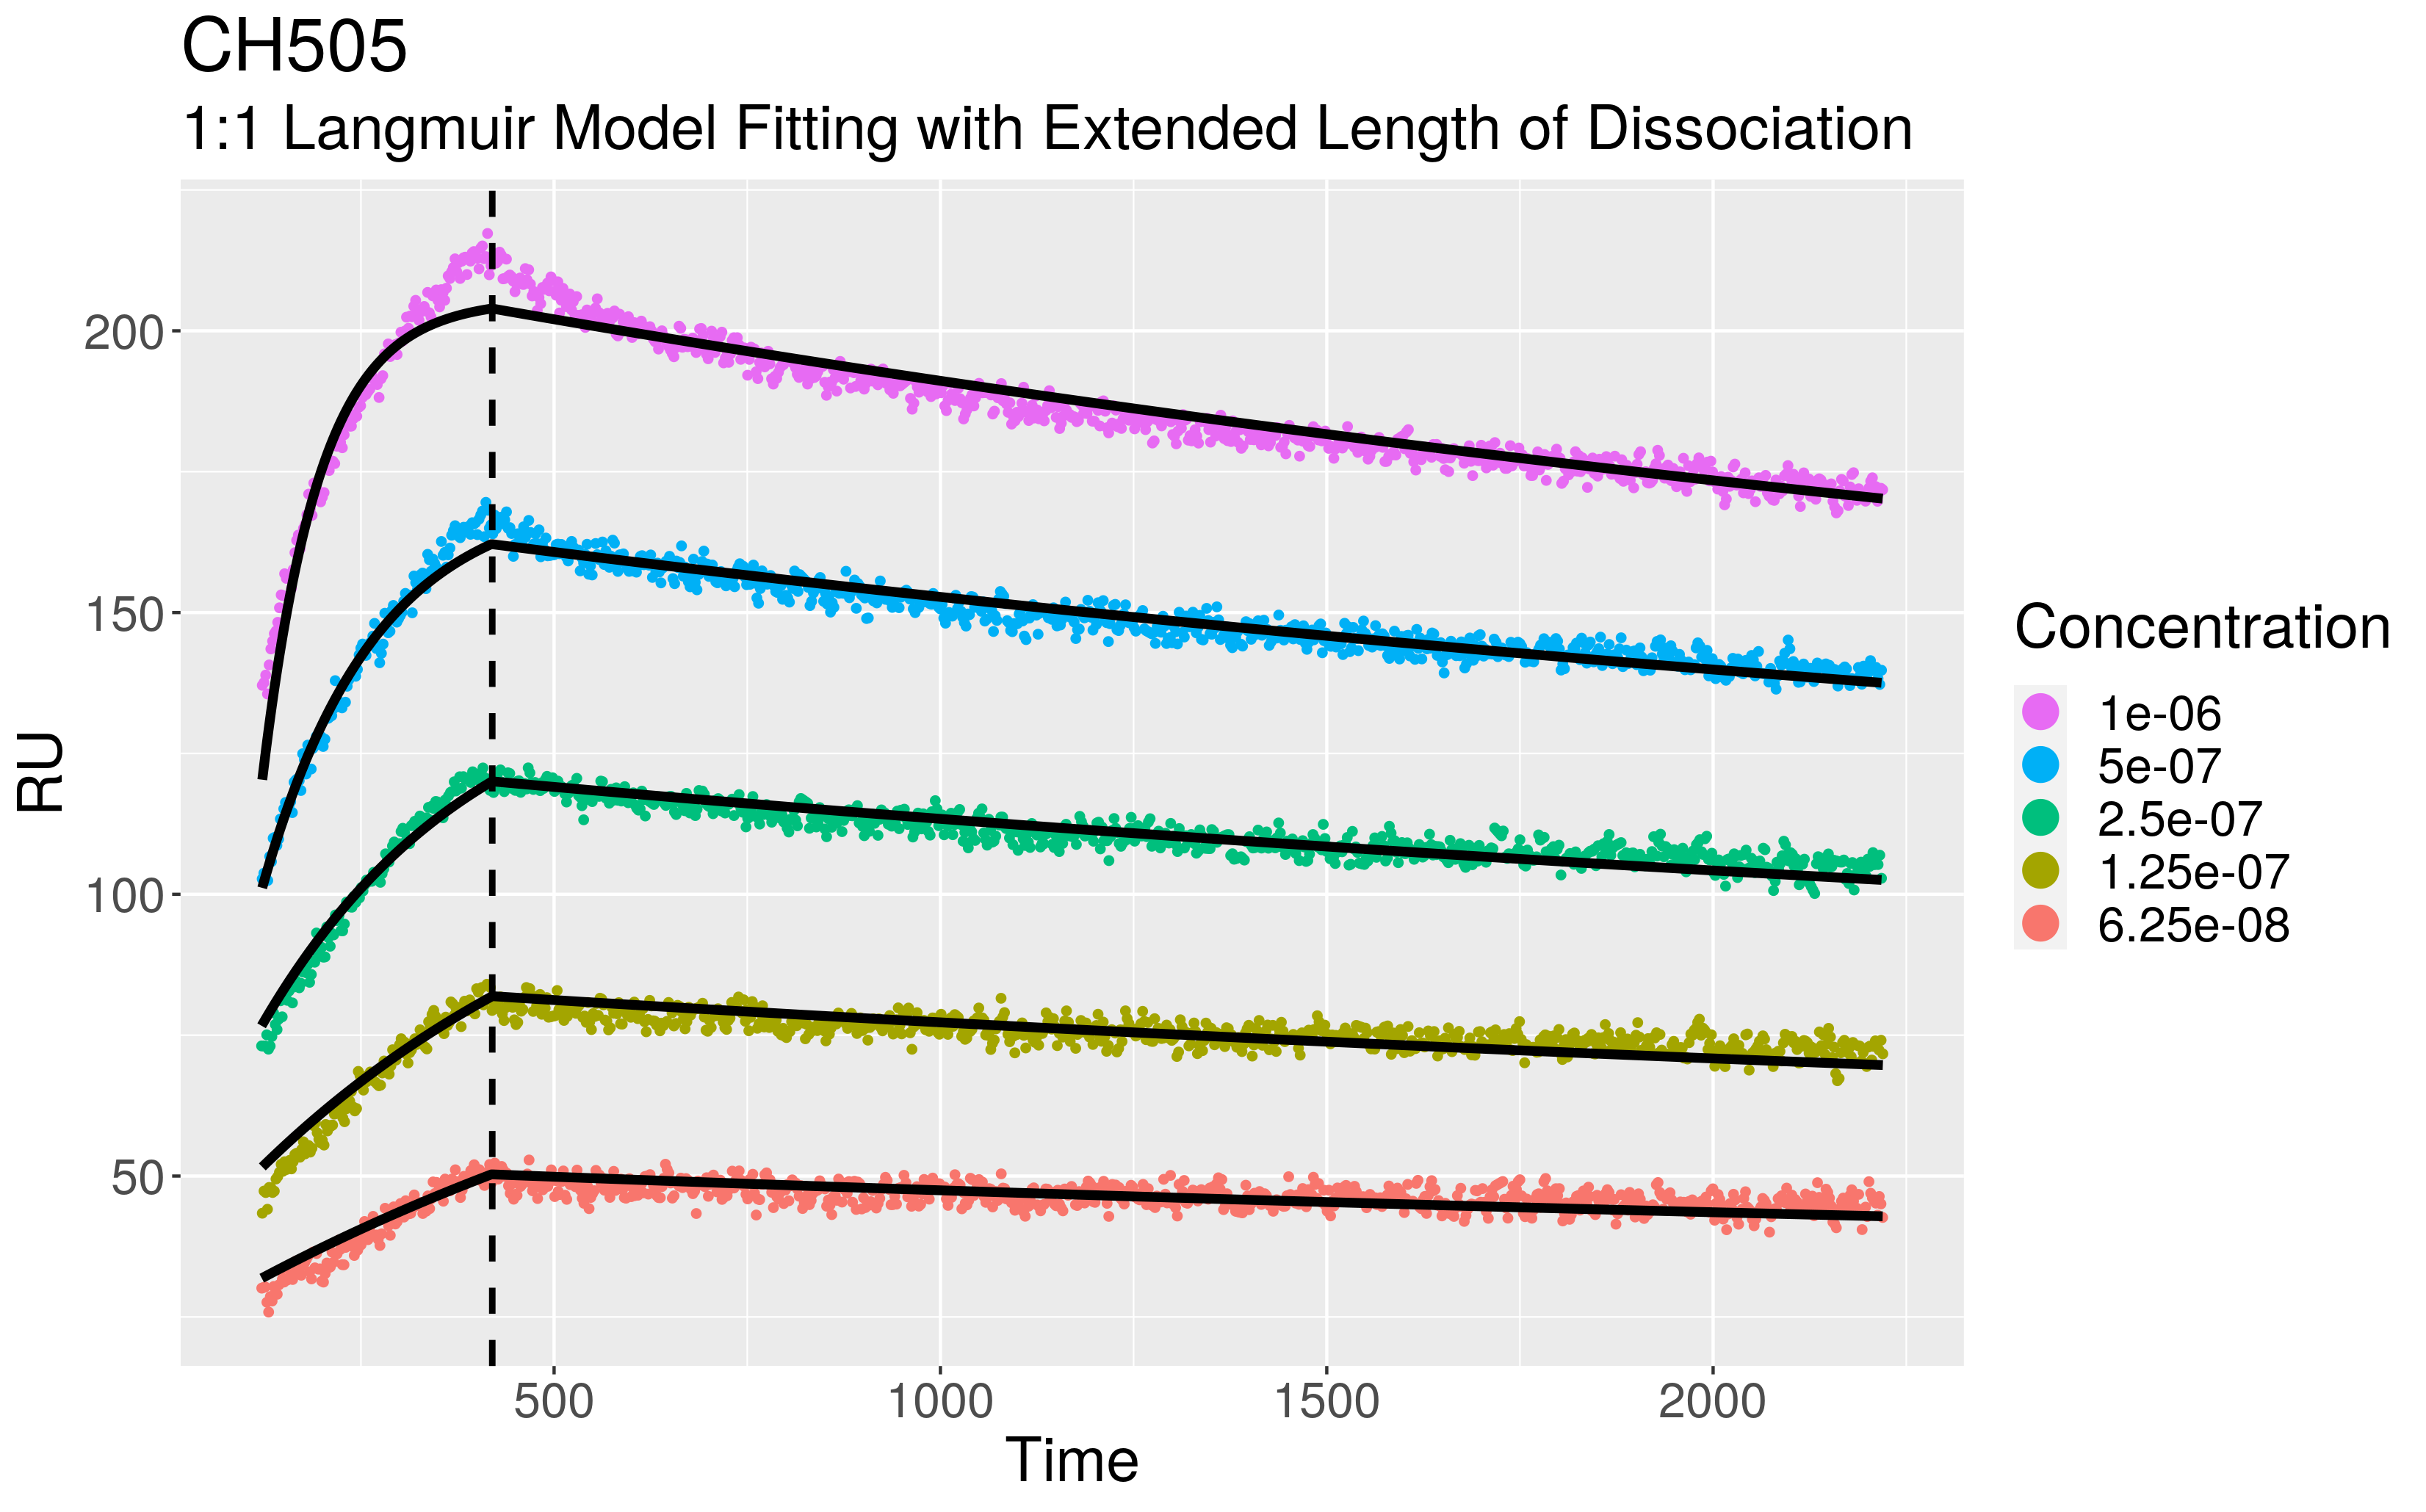 CH505
1:1 Langmuir Model Fitting with Extended Length of Dissociation
RU
200
150
100
50
500 1000 1500 2000
Time
Concentration
1e-06
5e-07
2.5e-07
1.25e-07
6.25e-08